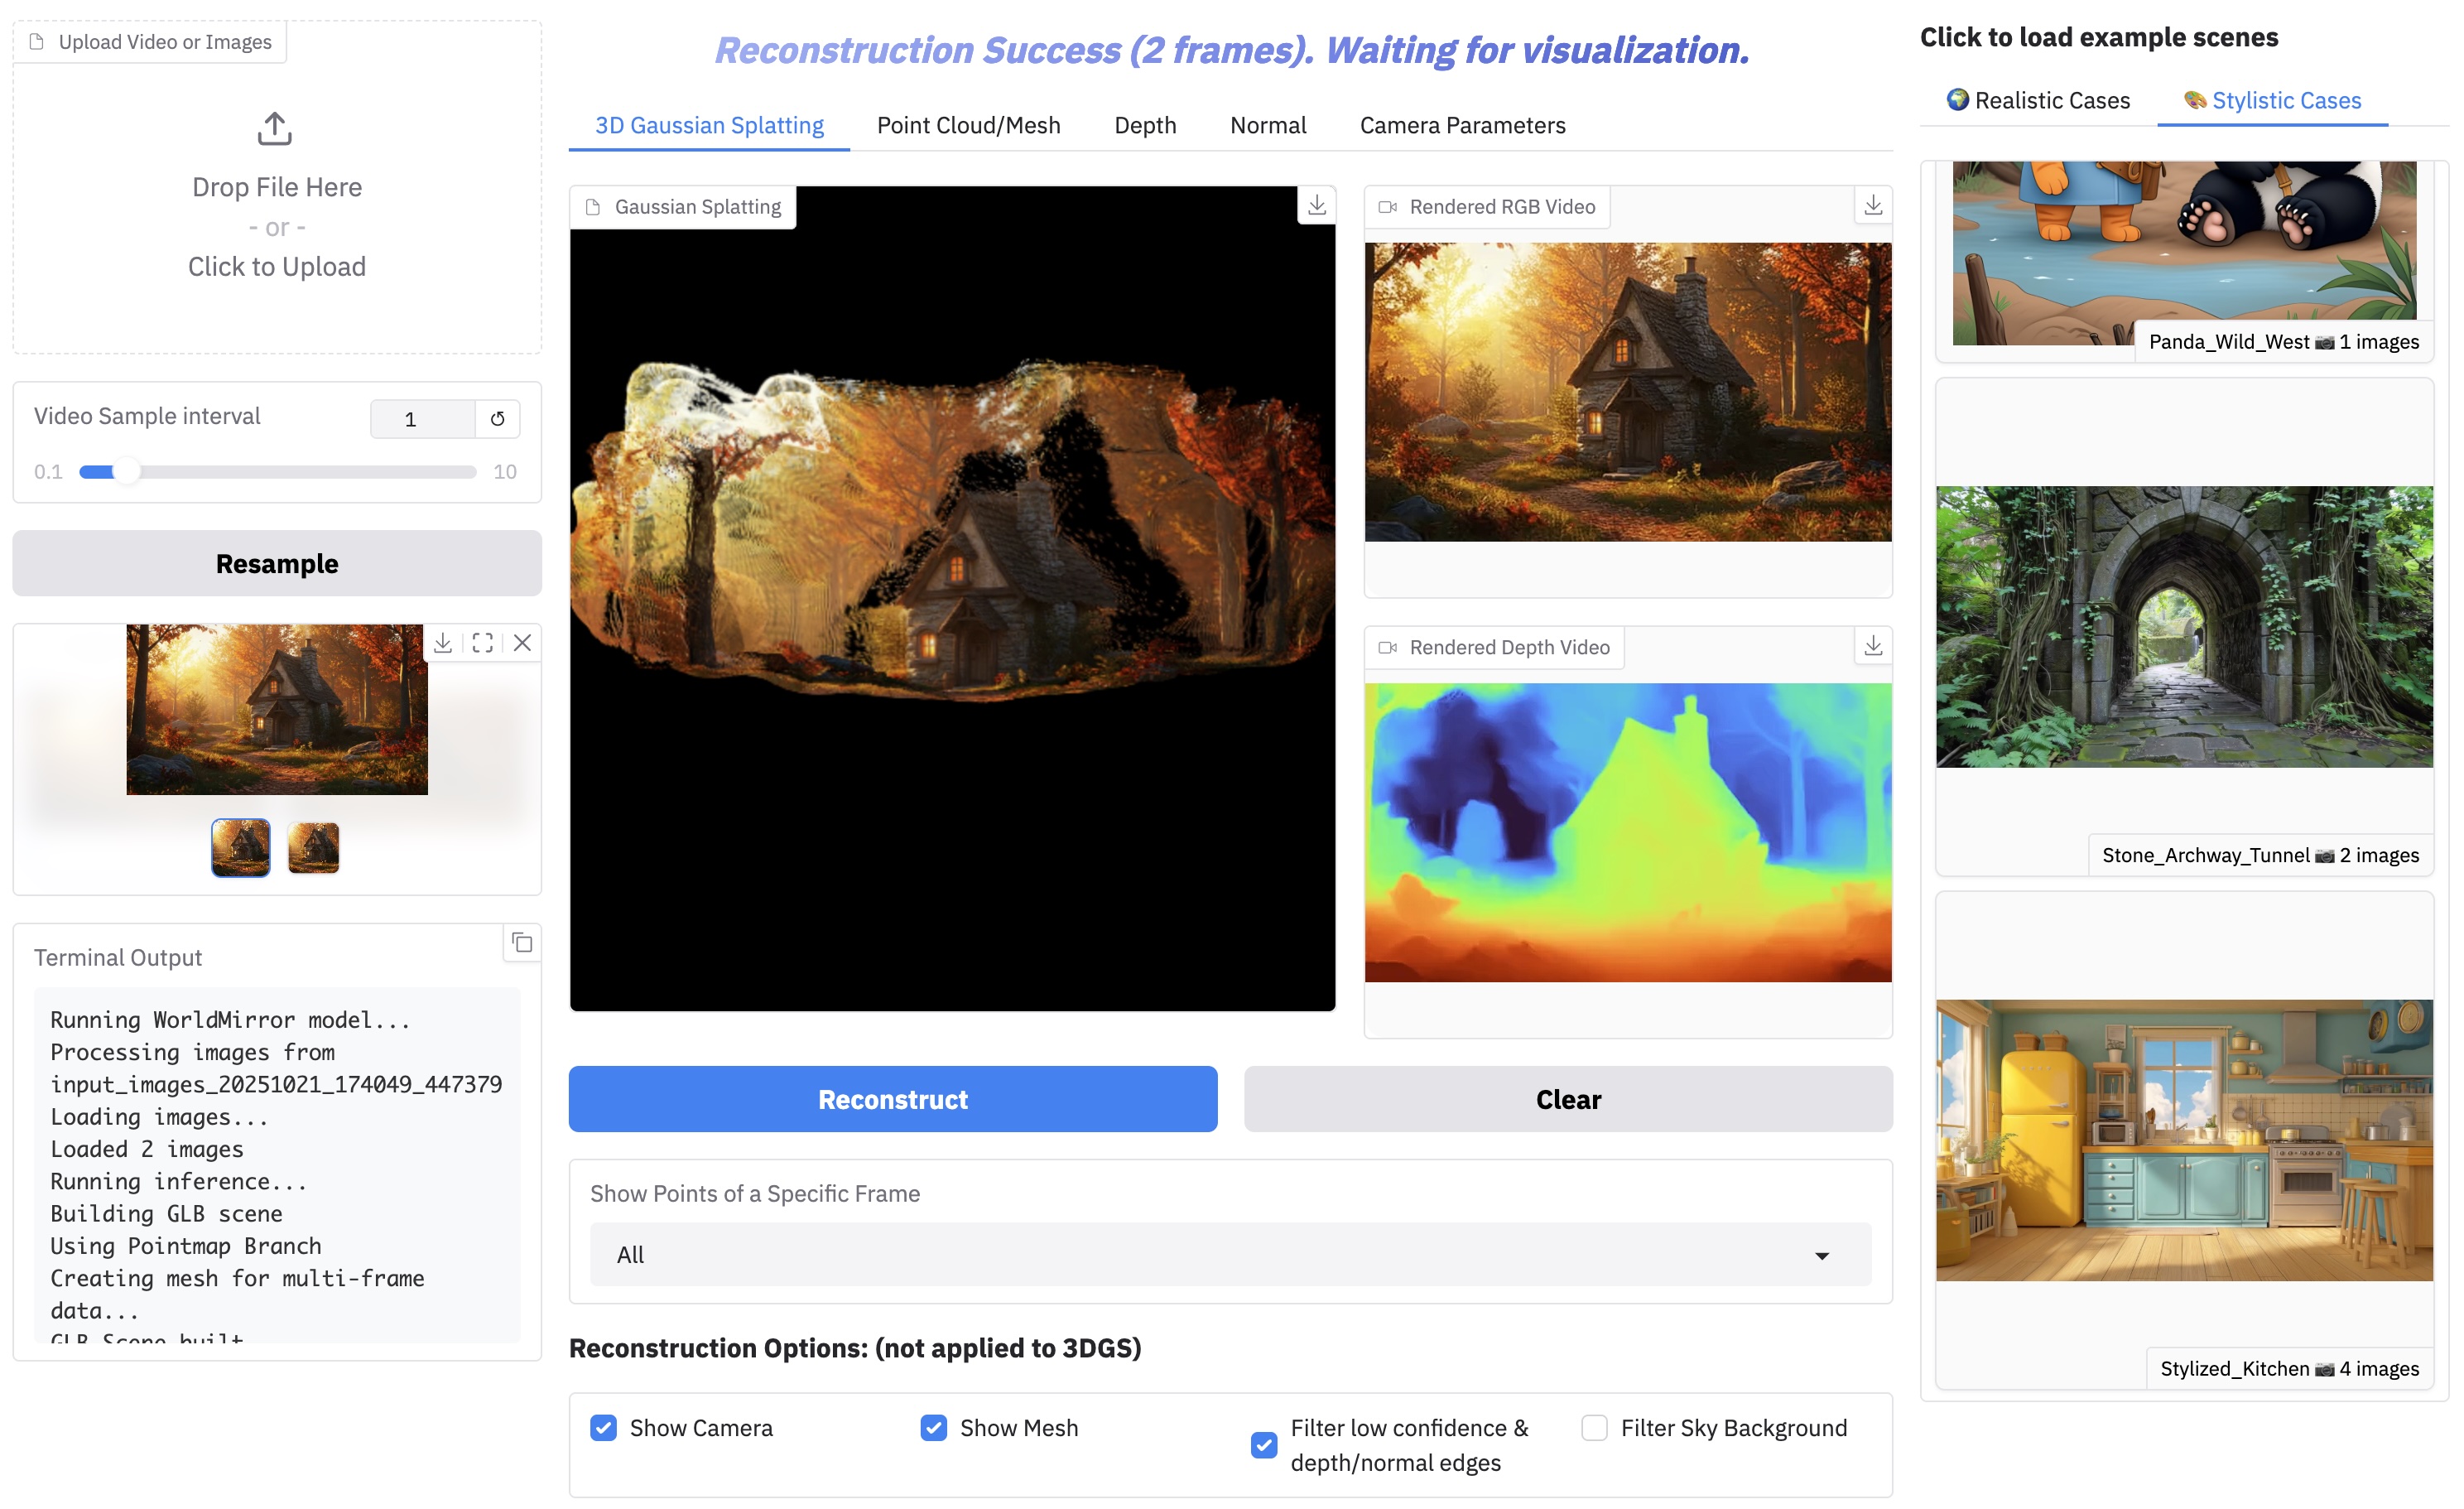 Upload Video or Images
Drop File Here
- or -
Click to Upload
Video Sample interval
1
0.1
10
Resample
Terminal Output
Running WorldMirror model...
Processing images from
input_images_20251021_174049_447379
Loading images...
Loaded 2 images
Running inference...
Building GLB scene
Using Pointmap Branch
Creating mesh for multi-frame
data...
GLB Scene built
Reconstruction Success (2 frames). Waiting for visualization.
3D Gaussian Splatting
Point Cloud/Mesh
Depth
Normal
Camera Parameters
Gaussian Splatting
Rendered RGB Video
Rendered Depth Video
Reconstruct
Clear
Show Points of a Specific Frame
All
Reconstruction Options: (not applied to 3DGS)
Show Camera
Show Mesh
Filter low confidence &
depth/normal edges
Filter Sky Background
Click to load example scenes
🌍 Realistic Cases
🎨 Stylistic Cases
Panda_Wild_West 📷 1 images
Stone_Archway_Tunnel 📷 2 images
Stylized_Kitchen 📷 4 images